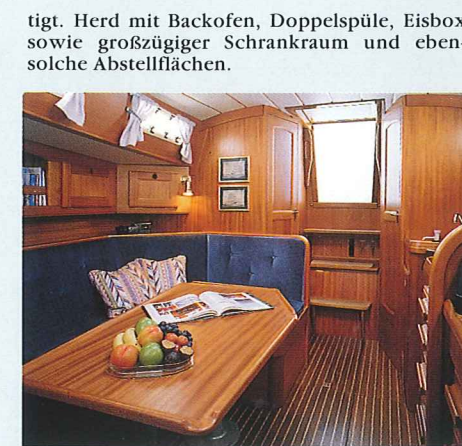 tigt. Herd mit Backofen, Doppelspüle, Eisbox
sowie großzügiger Schrankraum und eben-
solche Abstellflächen.